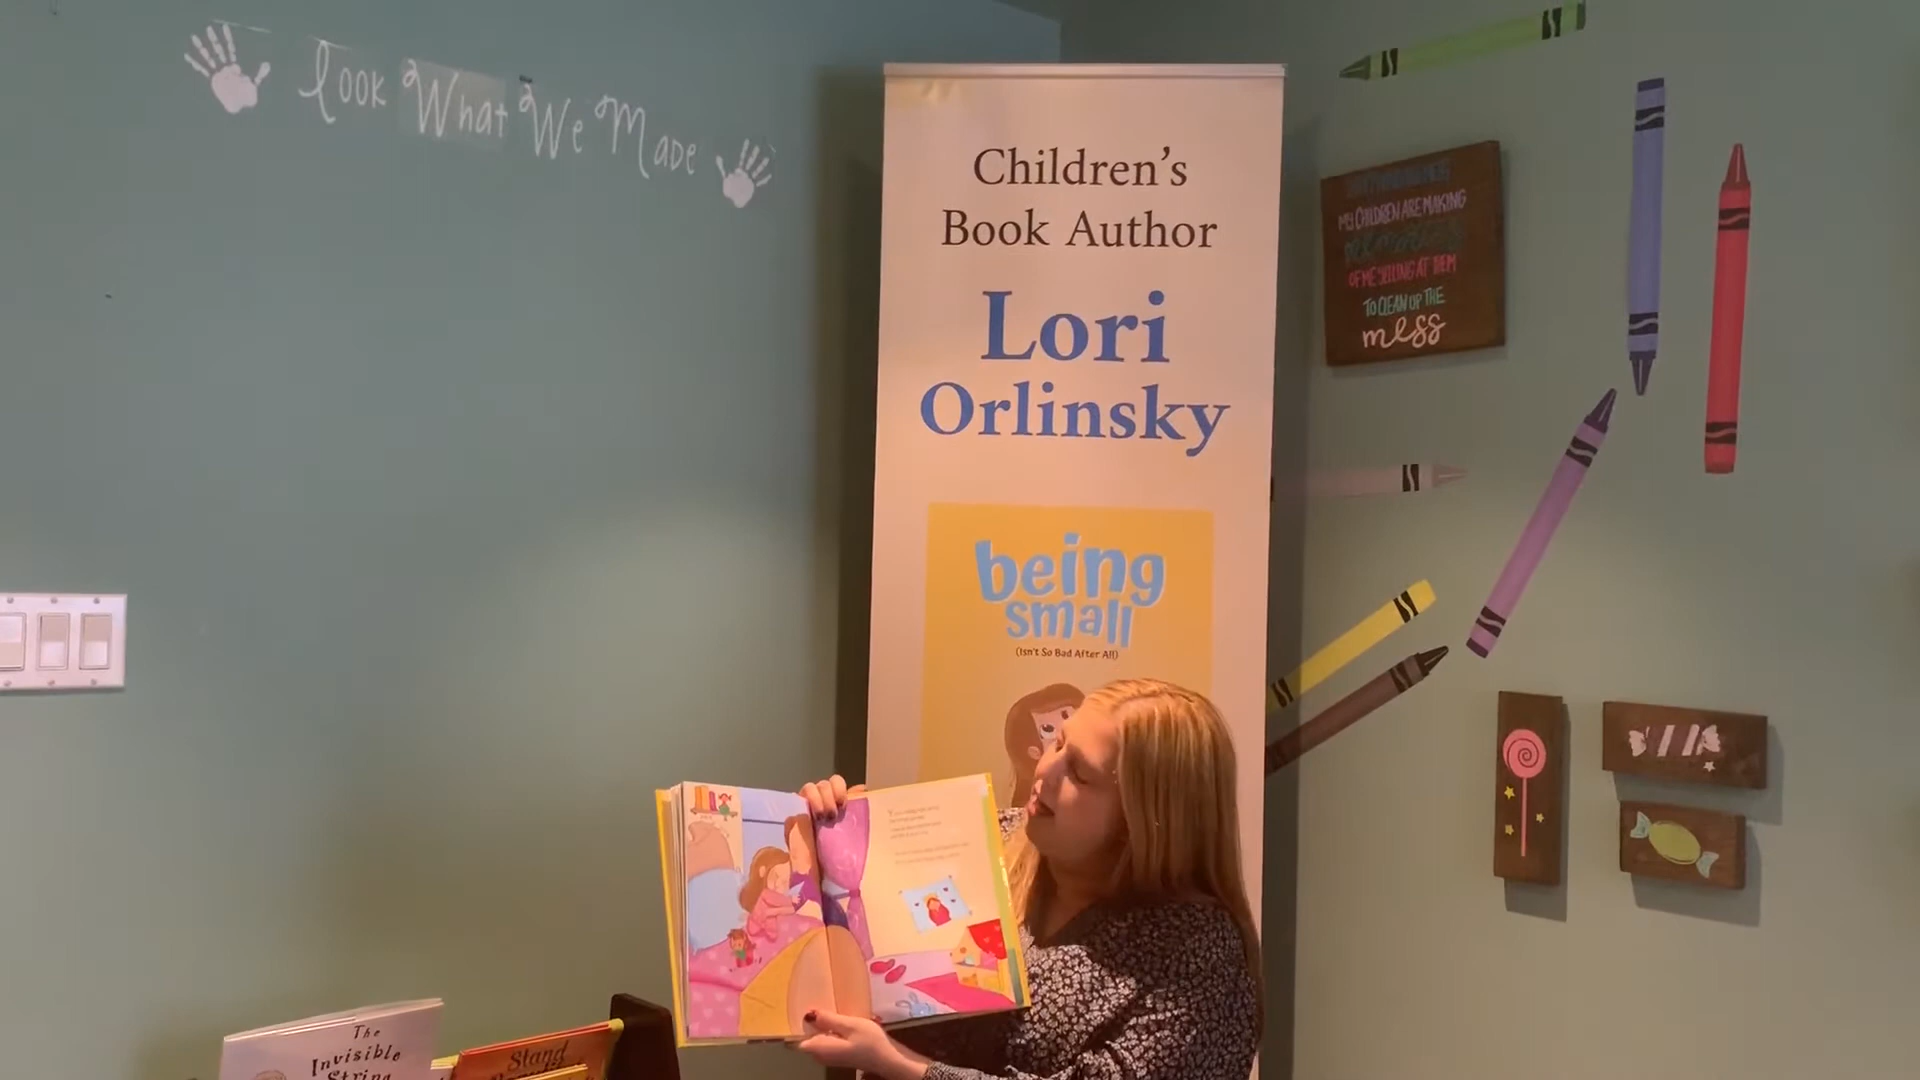 Look What We Made
Children's
Book Author
Lori
Orlinsky
being
small
(Isn't So Bad After All)
MY CHILDREN ARE MAKING
OF ME YELLING AT THEM
TO CLEAN UP THE
mess
The
Invisible
String
Stand